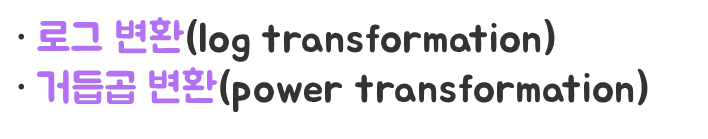 · 로그 변환(log transformation)
· 거듭곱 변환(power transformation)